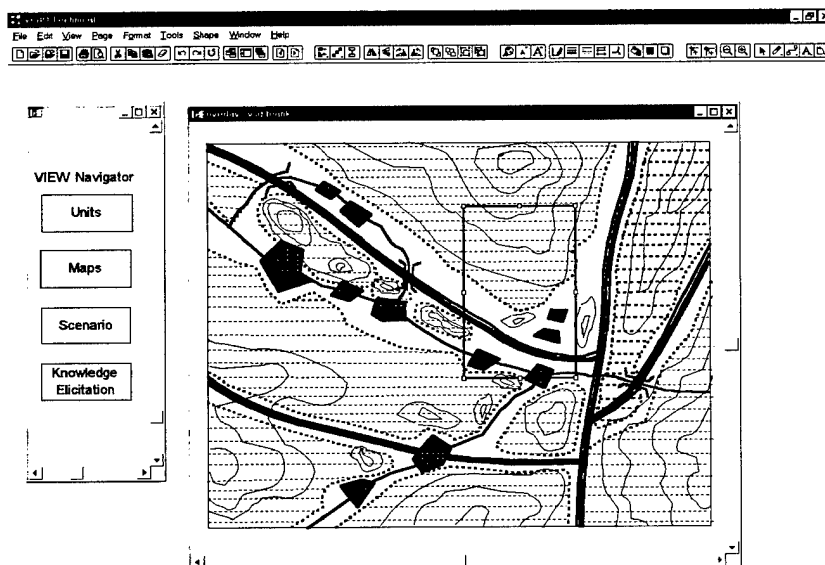 File Edit View Page Format Tools Shape Window Help
VIEW Navigator
Units
Maps
Scenario
Knowledge
Elicitation